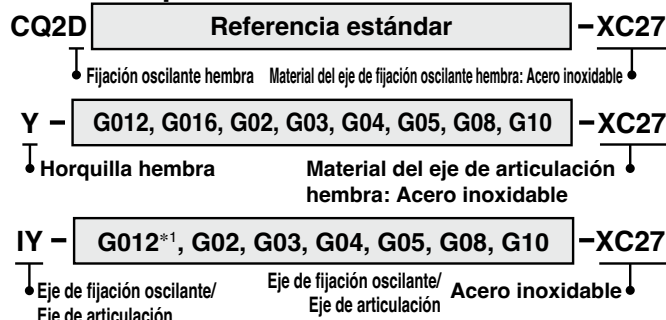 CQ2D Referencia estándar -XC27
Fijación oscilante hembra Material del eje de fijación oscilante hembra: Acero inoxidable
Y - G012, G016, G02, G03, G04, G05, G08, G10 -XC27
Horquilla hembra Material del eje de articulación
hembra: Acero inoxidable
IY - G012*1, G02, G03, G04, G05, G08, G10 -XC27
Eje de fijación oscilante/ Eje de fijación oscilante/ Acero inoxidable
Eje de articulación Eje de articulación